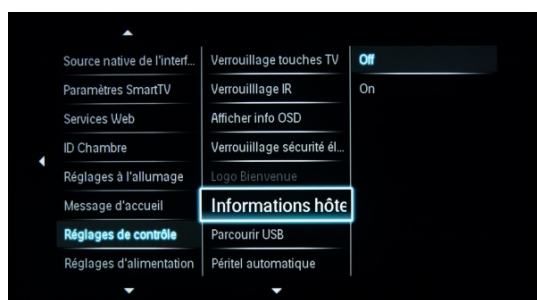 Source native de l'interf...
Paramètres SmartTV
Services Web
ID Chambre
Réglages à l'allumage
Message d'accueil
Réglages de contrôle
Réglages d'alimentation
Verrouillage touches TV
Verrouilllage IR
Afficher info OSD
Verrouiillage sécurité él...
Logo Bienvenue
Informations hôte
Parcourir USB
Péritel automatique
Off
On